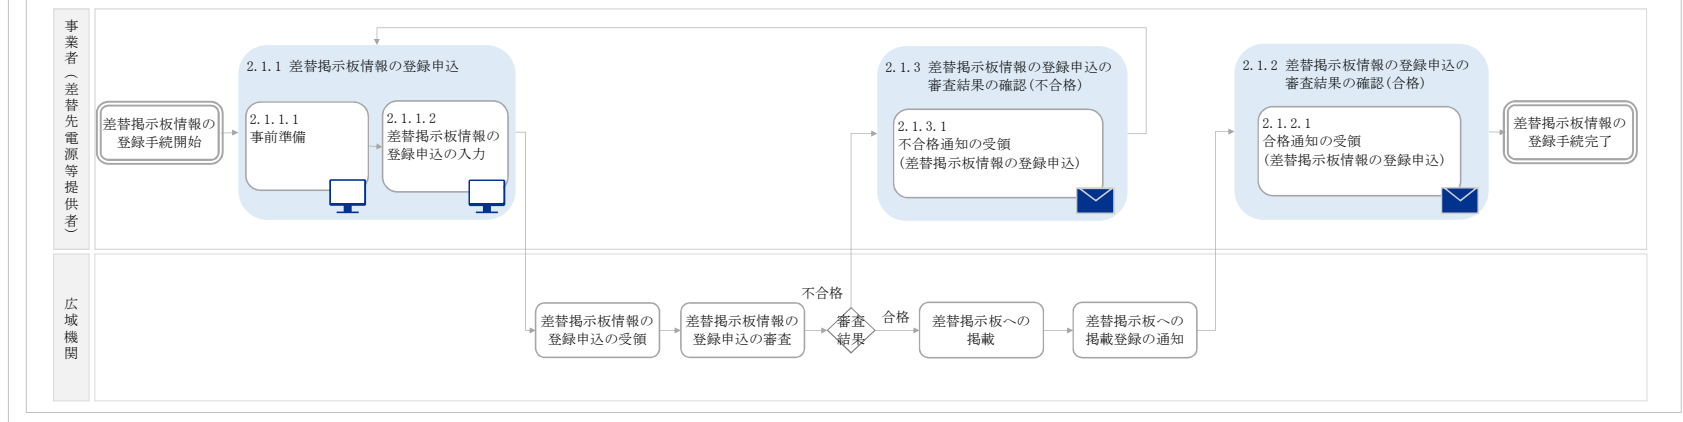 事業者（差替先電源等提供者）
差替掲示板情報の
登録手続開始
2.1.1 差替掲示板情報の登録申込
2.1.1.1
事前準備
2.1.1.2
差替掲示板情報の
登録申込の入力
2.1.3 差替掲示板情報の登録申込の
審査結果の確認(不合格)
2.1.3.1
不合格通知の受領
(差替掲示板情報の登録申込)
2.1.2 差替掲示板情報の登録申込の
審査結果の確認(合格)
2.1.2.1
合格通知の受領
(差替掲示板情報の登録申込)
差替掲示板情報の
登録手続完了
広域機関
差替掲示板情報の
登録申込の受領
差替掲示板情報の
登録申込の審査
不合格
審査
結果
合格
差替掲示板への
掲載
差替掲示板への
掲載登録の通知